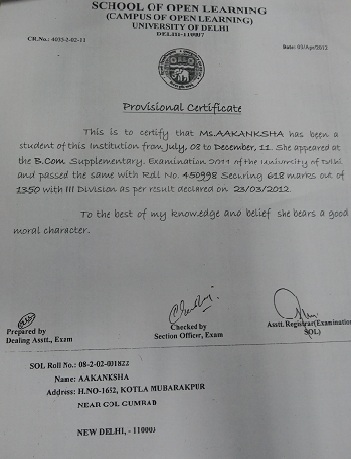 SCHOOL OF OPEN LEARNING
(CAMPUS OF OPEN LEARNING)
UNIVERSITY OF DELHI
DELHI-110007
CR.No.: 4033-2-02-11
Date: 03/Apr/2012
Provisional Certificate
This is to certify that Ms.AAKANKSHA has been a
student of this Institution from July, 08 to December, 11. She appeared at
the B.Com Supplementary. Examination 2011 of the University of Delhi
and passed the same with Roll No. 450998 Securing 618 marks out of
1350 with III Division as per result declared on 23/03/2012.
To the best of my knowledge and belief she bears a good
moral character.
Prepared by
Dealing Asstt., Exam
Checked by
Section Officer, Exam
Asstt. Registrar(Examination
SOL)
SOL Roll No.: 08-2-02-001822
Name: AAKANKSHA
Address: H.NO-1652, KOTLA MUBARAKPUR
NEAR GOL GUMBAD
NEW DELHI, -